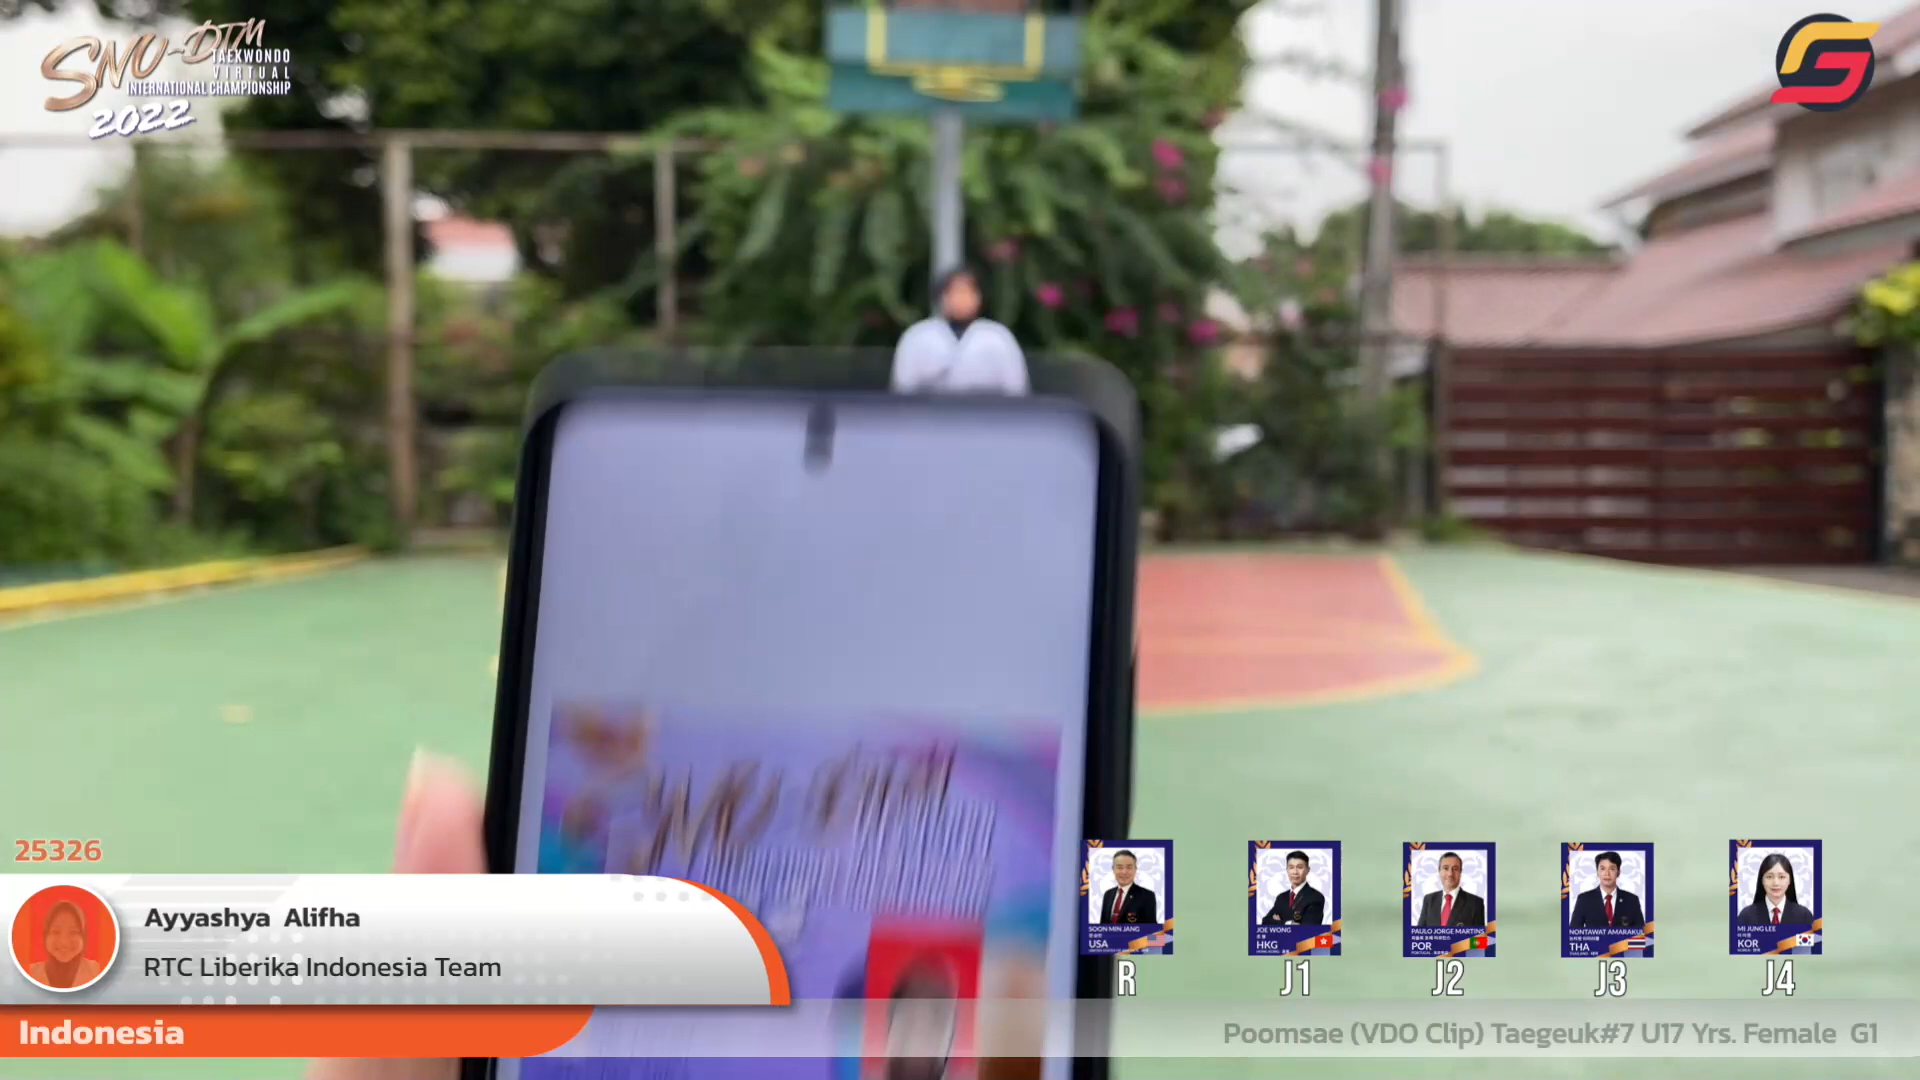 SNU-DTM
TAEKWONDO
VIRTUAL
INTERNATIONAL CHAMPIONSHIP
2022
25326
Ayyashya Alifha
RTC Liberika Indonesia Team
Indonesia
SOON MIN JANG
USA
R
JOE WONG
HKG
J1
PAULO JORGE MARTINS
POR
J2
NONTAWAT AMARAKUL
THA
J3
MI JUNG LEE
KOR
J4
Poomsae (VDO Clip) Taegeuk#7 U17 Yrs. Female G1